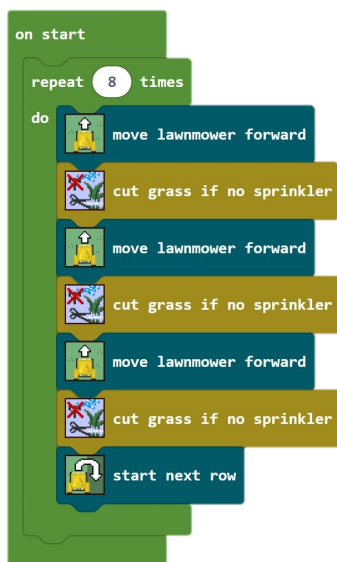 on start
repeat 8 times
do
move lawnmower forward
cut grass if no sprinkler
move lawnmower forward
cut grass if no sprinkler
move lawnmower forward
cut grass if no sprinkler
start next row